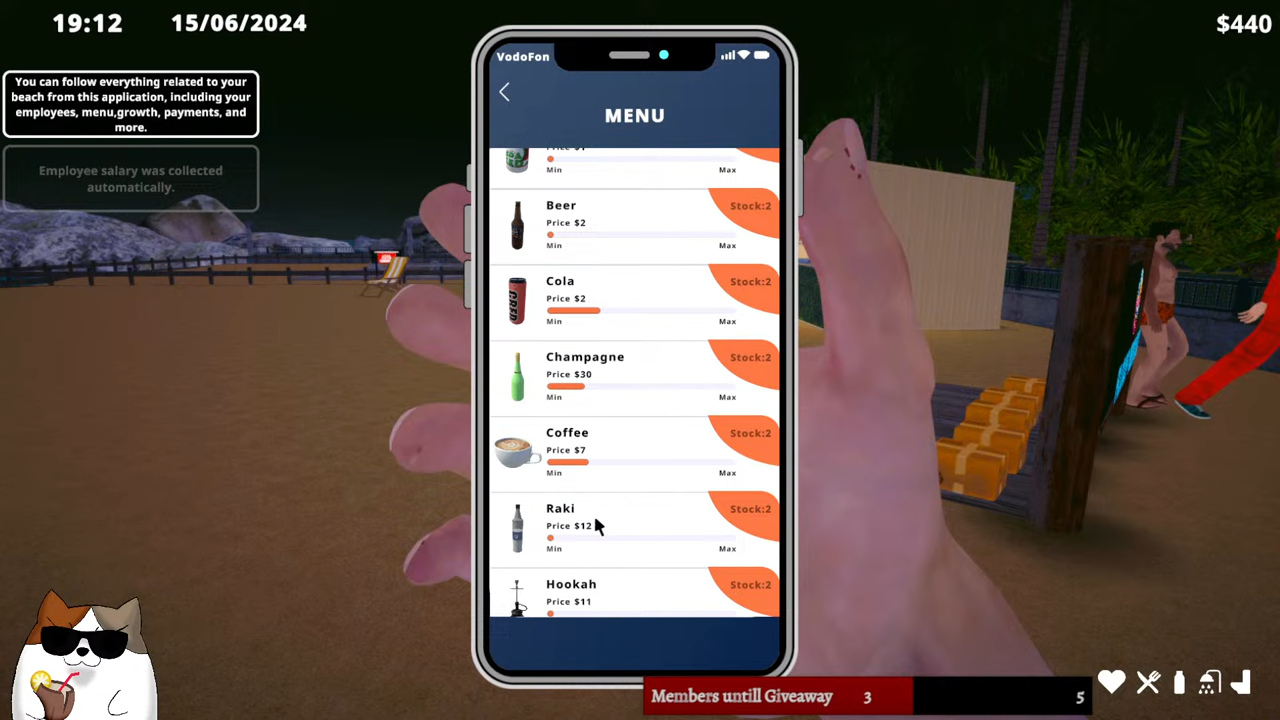 19:12
15/06/2024
$440
You can follow everything related to your
beach from this application, including your
employees, menu,growth, payments, and
more.
Employee salary was collected
automatically.
VodoFon
MENU
Min
Max
Beer
Stock:2
Price $2
Min
Max
Cola
Stock:2
Price $2
Min
Max
Champagne
Stock:2
Price $30
Min
Max
Coffee
Stock:2
Price $7
Min
Max
Raki
Stock:2
Price $12
Min
Max
Hookah
Stock:2
Price $11
Members untill Giveaway 3 5